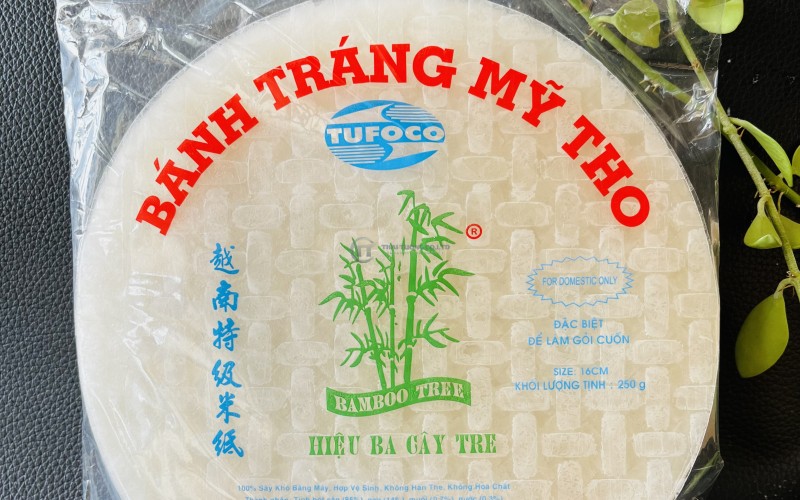 BÁNH TRÁNG MỸ THO
TUFOCO
®
越南特级米纸
FOR DOMESTIC ONLY
ĐẶC BIỆT
ĐỂ LÀM GỎI CUỐN
SIZE: 16CM
KHỐI LƯỢNG TỊNH : 250 g
BAMBOO TREE
HIỆU BA CÂY TRE
100% Sấy Khô Bằng Máy, Hợp Vệ Sinh, Không Hàn The, Không Hóa Chất